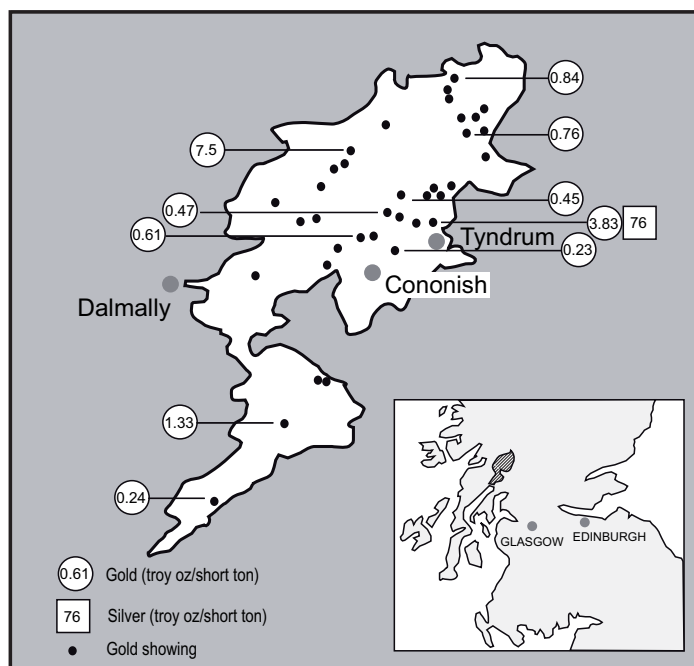 0.84
0.76
7.5
0.45
0.47
3.83
76
0.61
Tyndrum
0.23
Cononish
Dalmally
1.33
0.24
GLASGOW
EDINBURGH
0.61
Gold (troy oz/short ton)
76
Silver (troy oz/short ton)
Gold showing